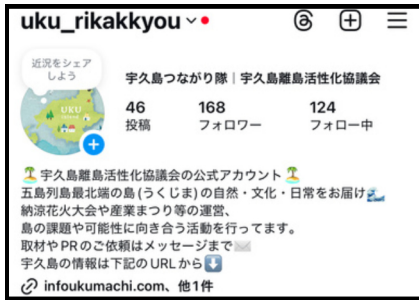 uku_rikakkyou
近況をシェア
しよう
UKU
宇久島つながり隊｜宇久島離島活性化協議会
46
168
124
投稿
フォロワー
フォロー中
🏝️宇久島離島活性化協議会の公式アカウント🏝️
五島列島最北端の島(うくじま)の自然・文化・日常をお届け🌊
納涼花火大会や産業まつり等の運営、
島の課題や可能性に向き合う活動を行ってます。
取材やPRのご依頼はメッセージまで✉️
宇久島の情報は下記のURLから⬇️
infoukumachi.com、他1件